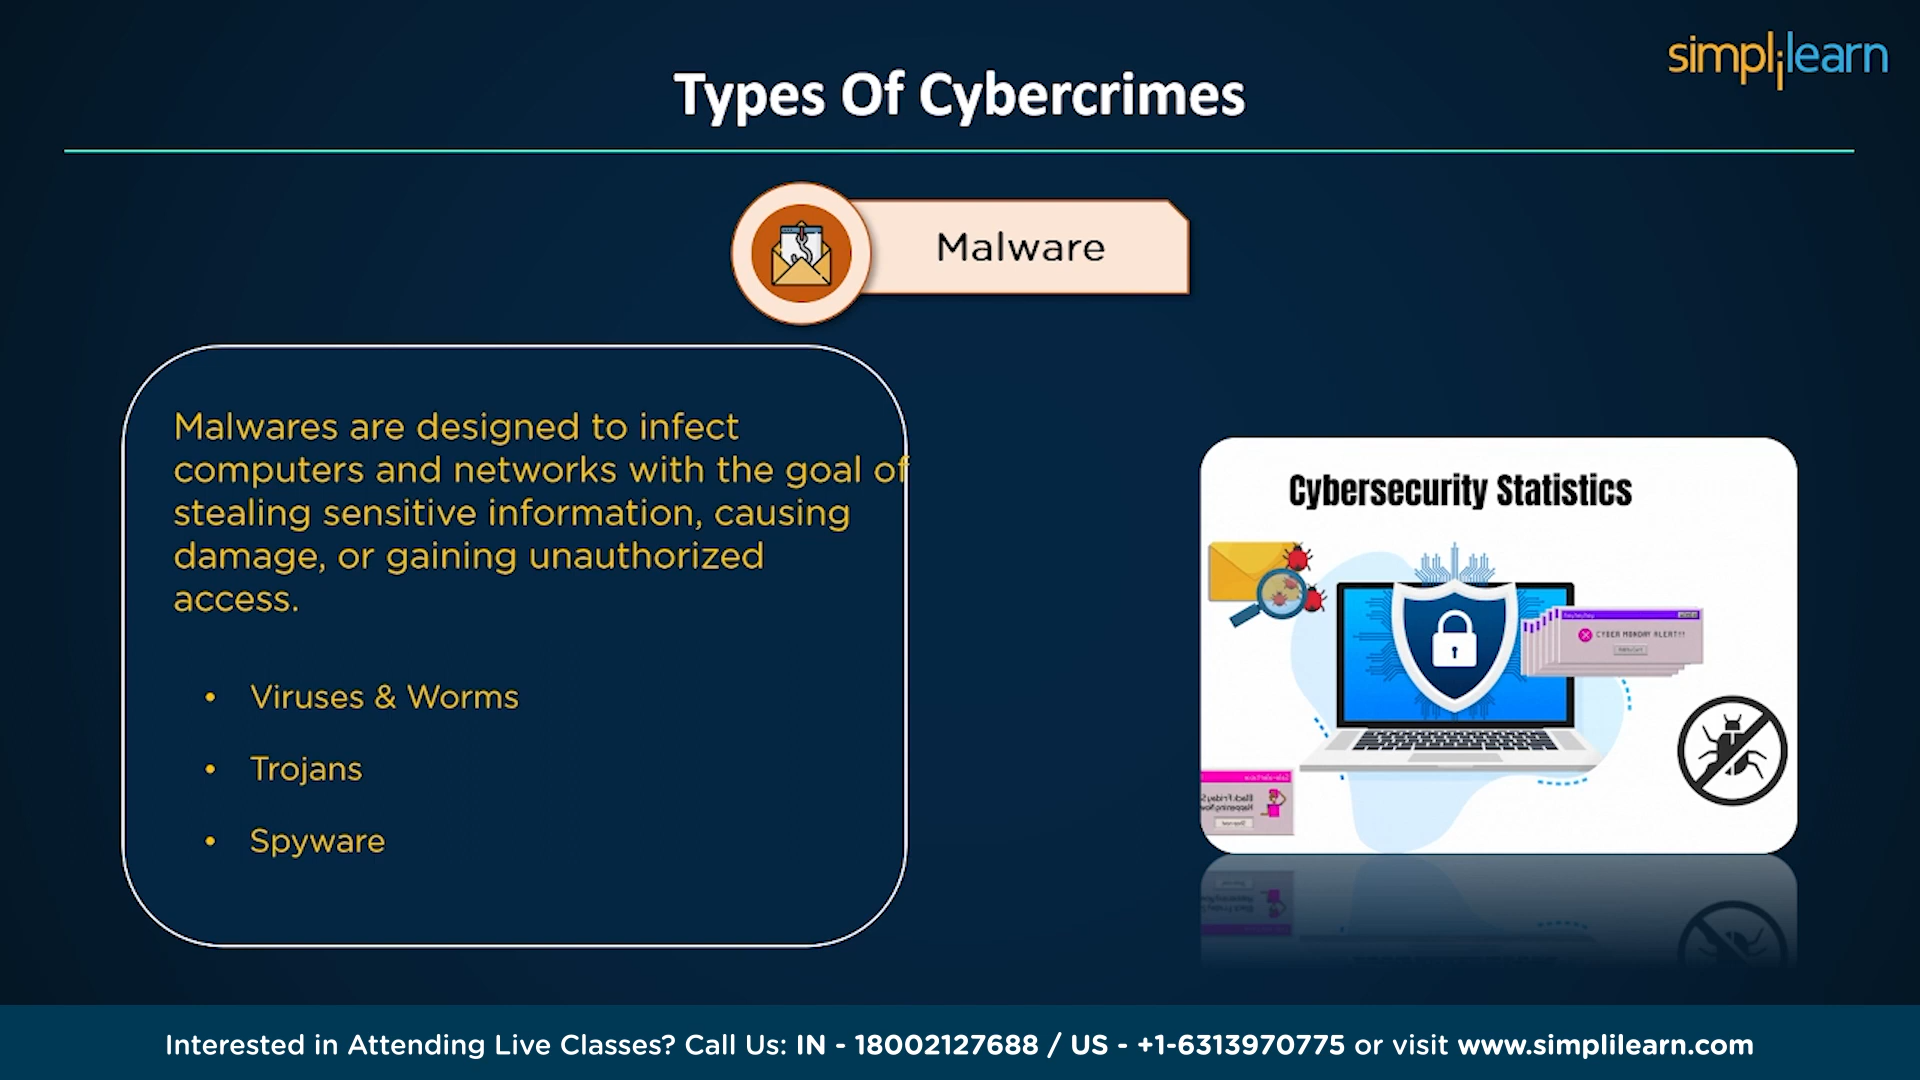 simplilearn
Types Of Cybercrimes
Malware
Malwares are designed to infect
computers and networks with the goal of
stealing sensitive information, causing
damage, or gaining unauthorized
access.
• Viruses & Worms
• Trojans
• Spyware
Cybersecurity Statistics
CYBER MONDAY ALERT!!
Interested in Attending Live Classes? Call Us: IN - 18002127688 / US - +1-6313970775 or visit www.simplilearn.com